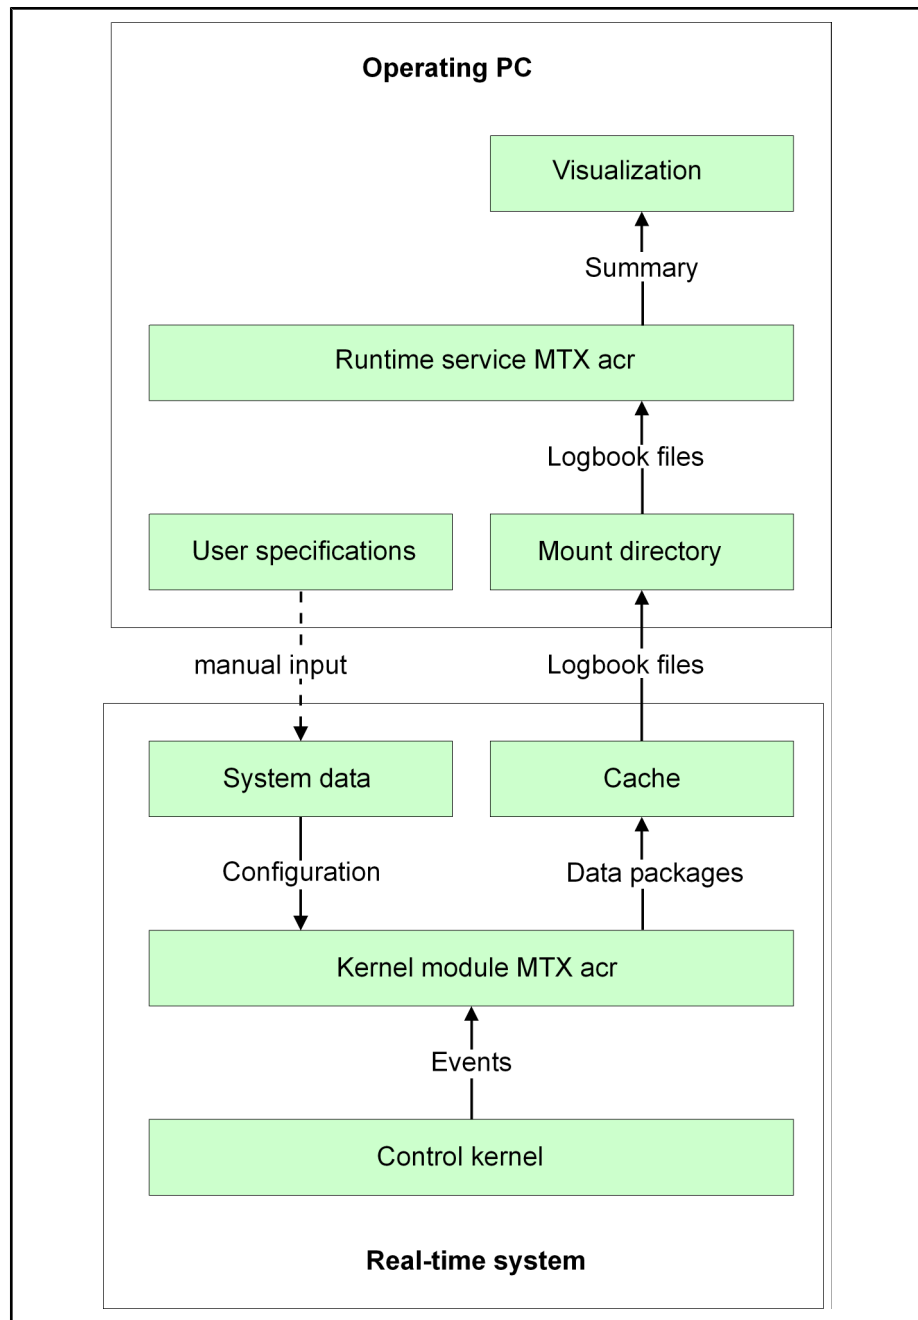 Operating PC
Visualization
Summary
Runtime service MTX acr
Logbook files
User specifications
Mount directory
manual input
Logbook files
System data
Cache
Configuration
Data packages
Kernel module MTX acr
Events
Control kernel
Real-time system